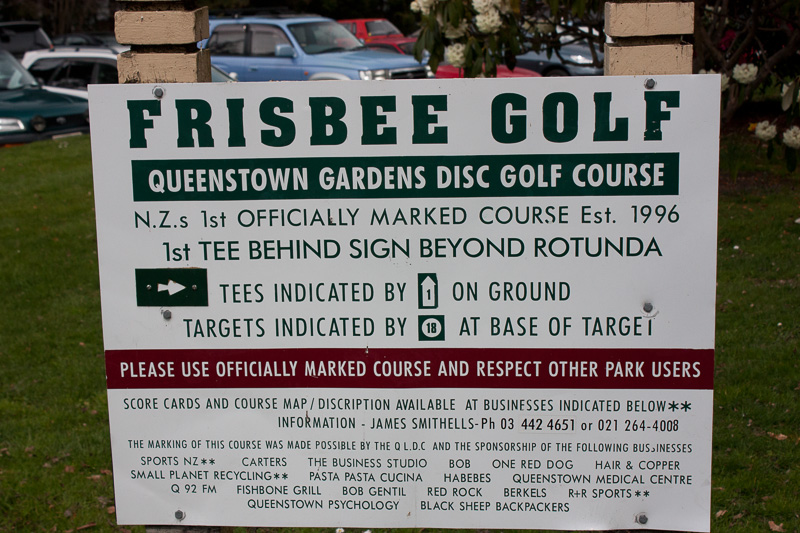 FRISBEE GOLF
QUEENSTOWN GARDENS DISC GOLF COURSE
N.Z.s 1st OFFICIALLY MARKED COURSE Est. 1996
1st TEE BEHIND SIGN BEYOND ROTUNDA
TEES INDICATED BY 1 ON GROUND
TARGETS INDICATED BY 18 AT BASE OF TARGET
PLEASE USE OFFICIALLY MARKED COURSE AND RESPECT OTHER PARK USERS
SCORE CARDS AND COURSE MAP/DISCRIPTION AVAILABLE AT BUSINESSES INDICATED BELOW**
INFORMATION - JAMES SMITHELLS-Ph 03 442 4651 or 021 264-4008
THE MARKING OF THIS COURSE WAS MADE POSSIBLE BY THE Q L.D.C AND THE SPONSORSHIP OF THE FOLLOWING BUSINESSES
SPORTS NZ** CARTERS THE BUSINESS STUDIO BOB ONE RED DOG HAIR & COPPER
SMALL PLANET RECYCLING** PASTA PASTA CUCINA HABEBES QUEENSTOWN MEDICAL CENTRE
Q 92 FM FISHBONE GRILL BOB GENTIL RED ROCK BERKELS R+R SPORTS**
QUEENSTOWN PSYCHOLOGY BLACK SHEEP BACKPACKERS